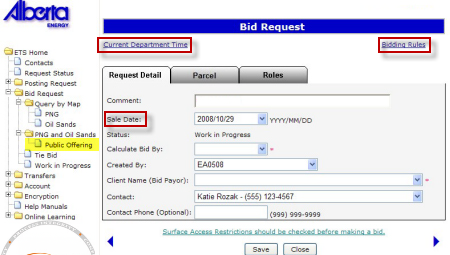 Alberta
ENERGY
Bid Request
Current Department Time
Bidding Rules
ETS Home
Contacts
Request Status
Posting Request
Bid Request
Query by Map
PNG
Oil Sands
PNG and Oil Sands
Public Offering
Tie Bid
Work in Progress
Transfers
Account
Encryption
Help Manuals
Online Learning
Request Detail Parcel Rules
Comment:
Sale Date: 2008/10/29 YYYY/MM/DD
Status: Work in Progress
Calculate Bid By: *
Created By: EA0508
Client Name (Bid Payor): *
Contact: Katie Rozak - (555) 123-4567
Contact Phone (Optional): (999) 999-9999
Surface Access Restrictions should be checked before making a bid.
Save Close